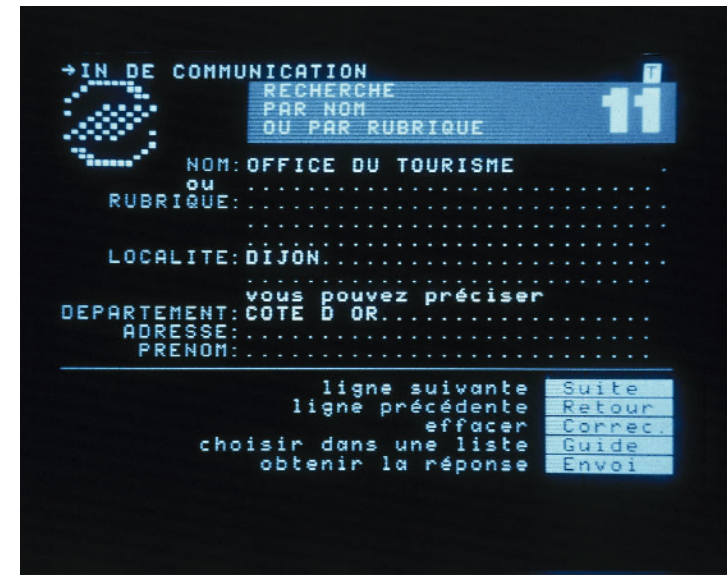 →IN DE COMMUNICATION T
RECHERCHE
PAR NOM
OU PAR RUBRIQUE
11
NOM:OFFICE DU TOURISME .
ou ............................
RUBRIQUE:.............................
.............................
.............................
LOCALITE:DIJON........................
............................
vous pouvez préciser
DEPARTEMENT:COTE D OR...................
ADRESSE:............................
PRENOM:............................
ligne suivante Suite
ligne précédente Retour
effacer Correc.
choisir dans une liste Guide
obtenir la réponse Envoi